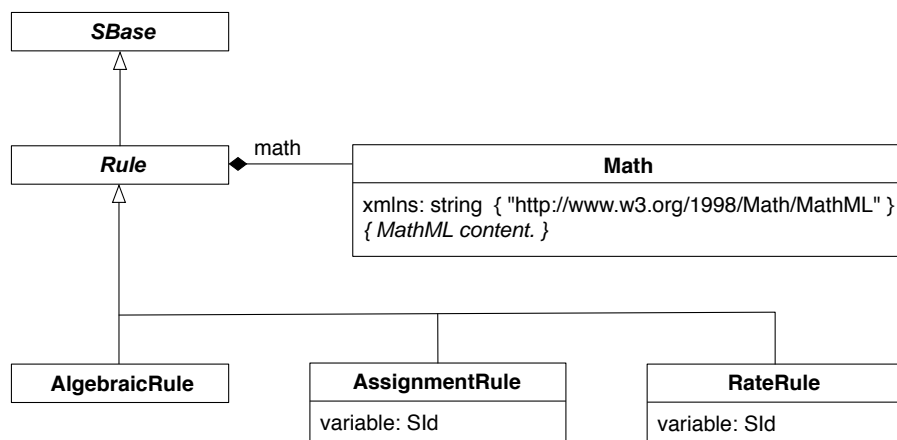 SBase
Rule
math
Math
xmlns: string { "http://www.w3.org/1998/Math/MathML" }
{ MathML content. }
AlgebraicRule
AssignmentRule
variable: SId
RateRule
variable: SId